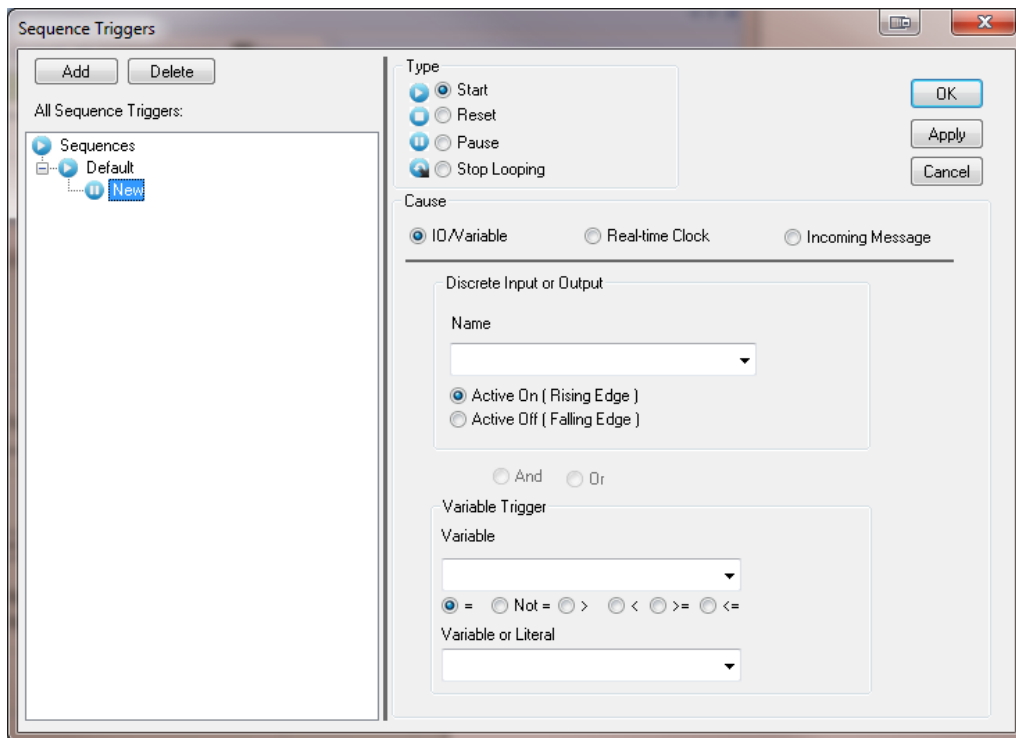 Sequence Triggers
Add Delete
All Sequence Triggers:
Sequences
Default
New
Type
Start
Reset
Pause
Stop Looping
OK
Apply
Cancel
Cause
IO/Variable Real-time Clock Incoming Message
Discrete Input or Output
Name
Active On ( Rising Edge )
Active Off ( Falling Edge )
And Or
Variable Trigger
Variable
= Not = > < >= <=
Variable or Literal